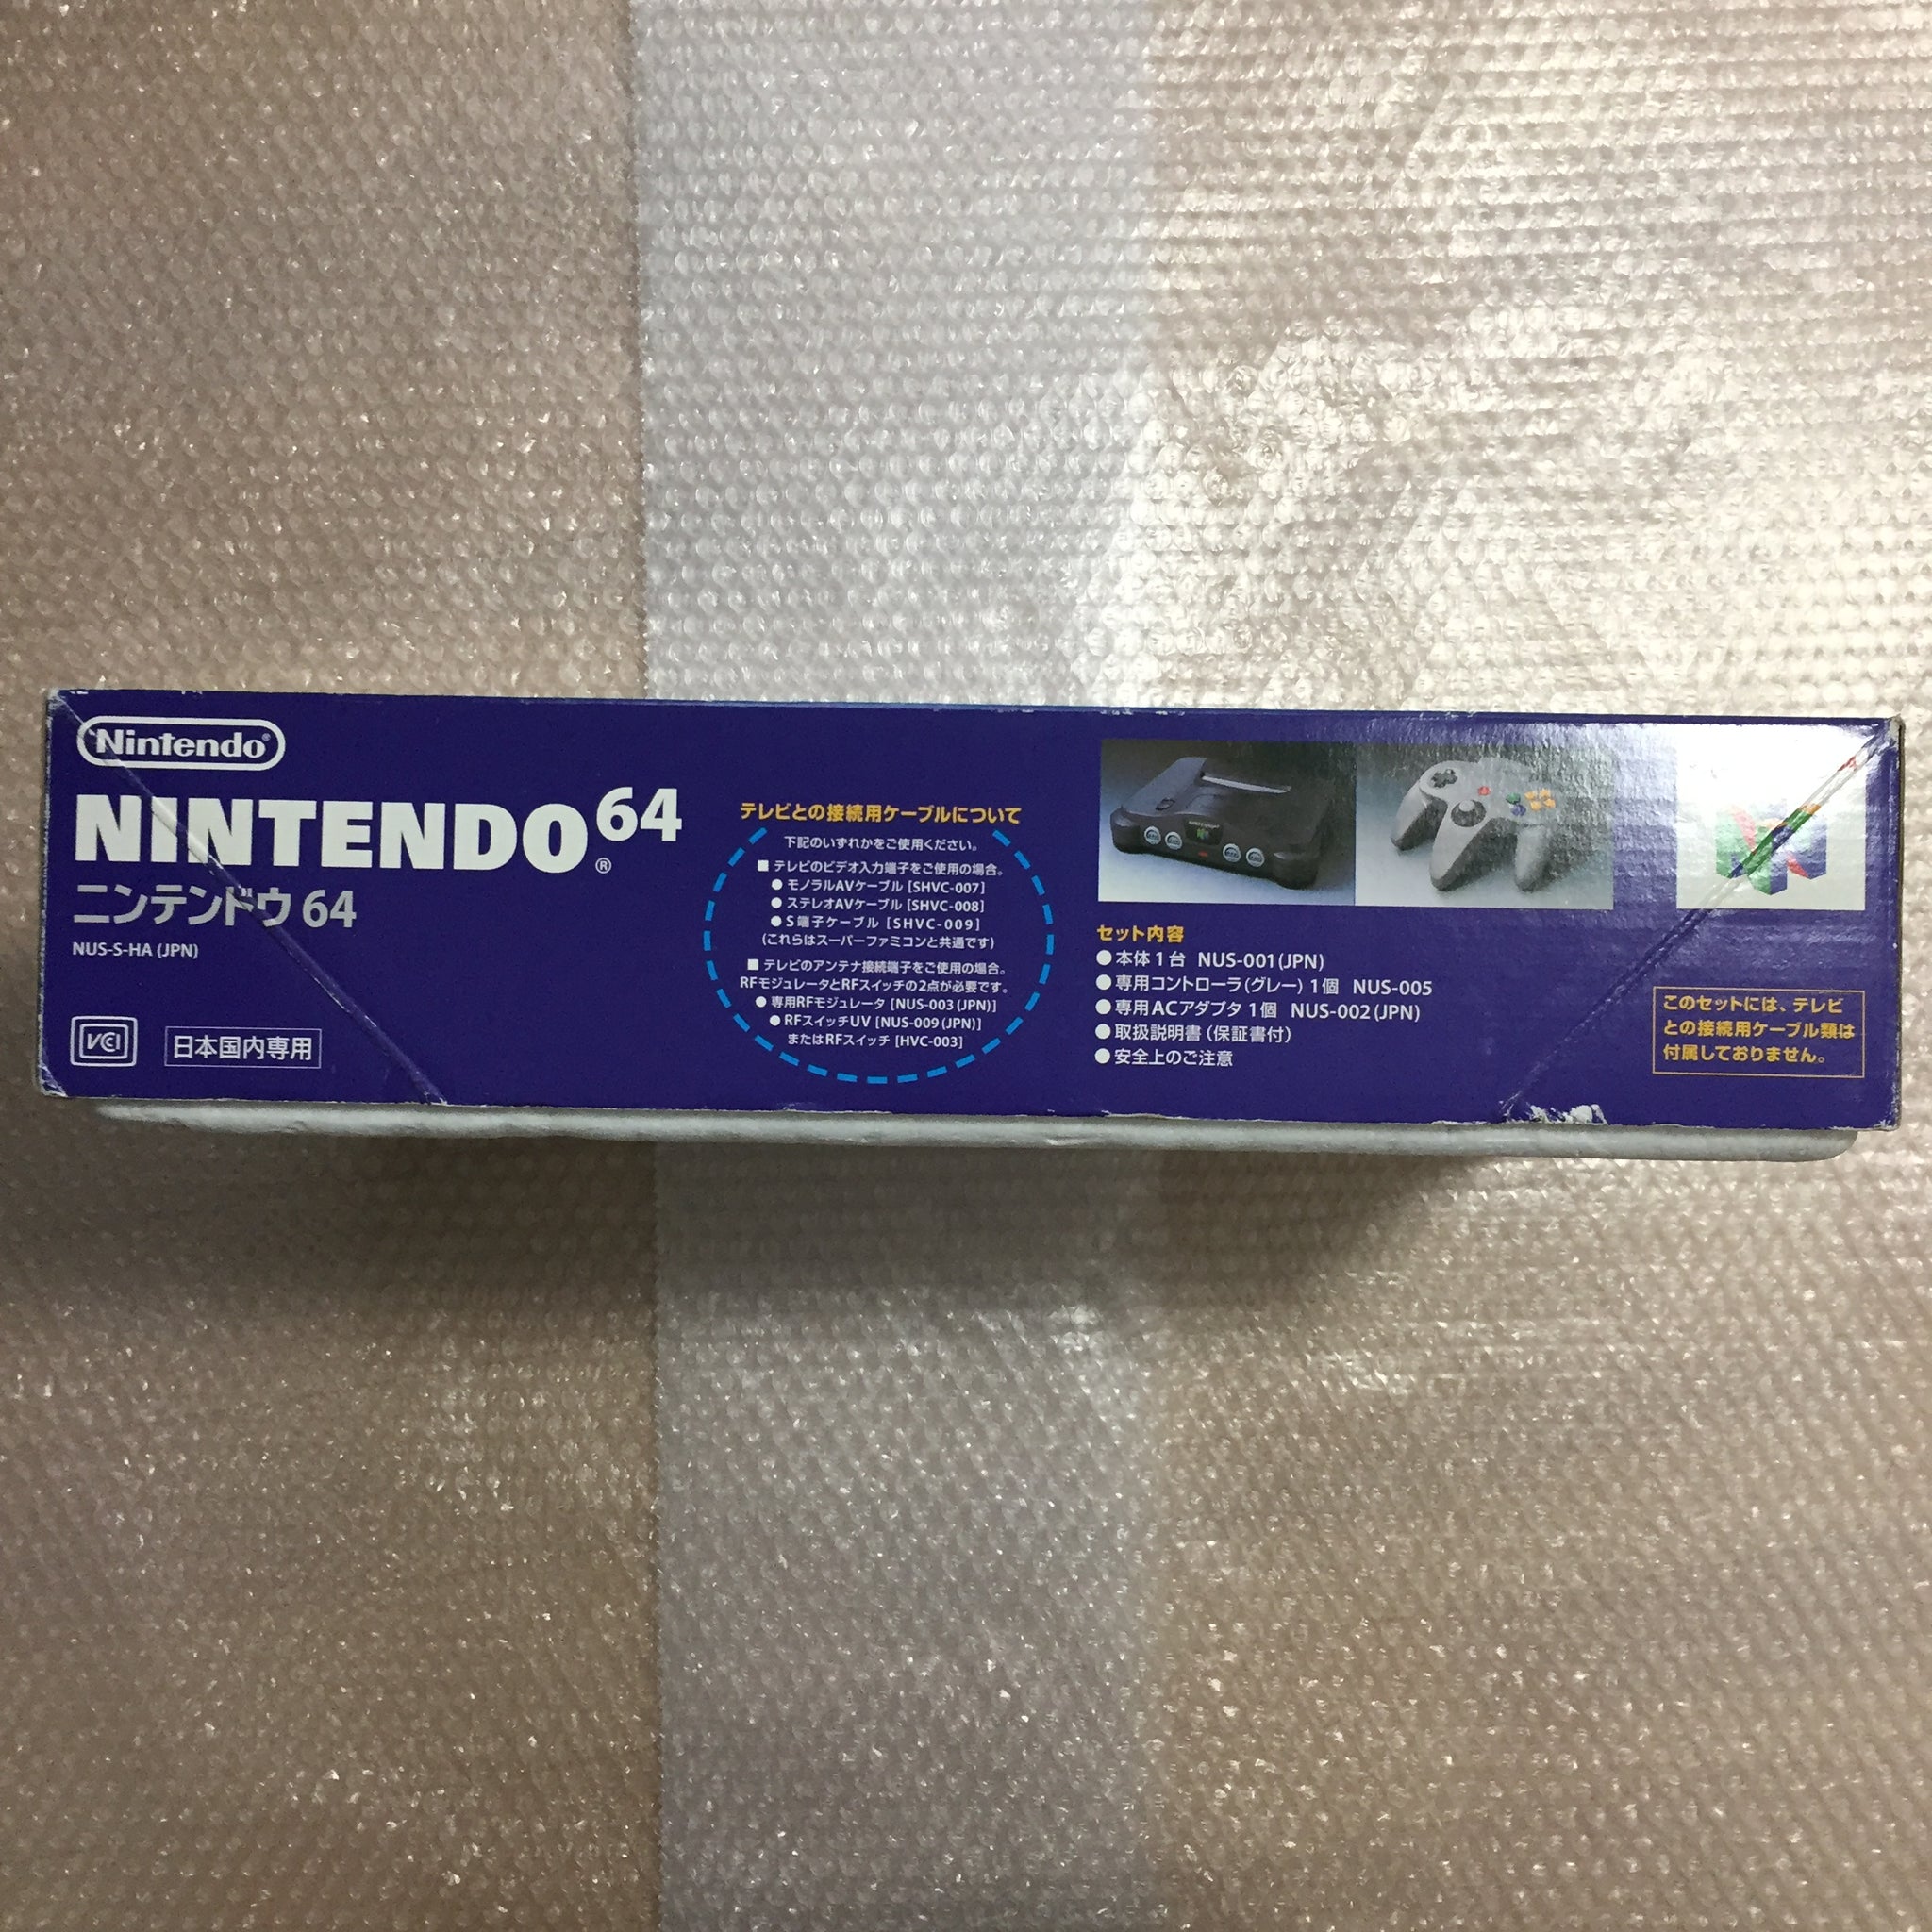 Nintendo®
NINTENDO64
®
ニンテンドウ64
NUS-S-HA (JPN)
VCCI
日本国内専用
テレビとの接続用ケーブルについて
下記のいずれかをご使用ください。
■ テレビのビデオ入力端子をご使用の場合。
● モノラルAVケーブル [SHVC-007]
● ステレオAVケーブル [SHVC-008]
● S端子ケーブル [SHVC-009]
(これらはスーパーファミコンと共通です)
■ テレビのアンテナ接続端子をご使用の場合。
RFモジュレータとRFスイッチの2点が必要です。
● 専用RFモジュレータ [NUS-003(JPN)]
● RFスイッチUV [NUS-009(JPN)]
またはRFスイッチ [HVC-003]
セット内容
●本体1台 NUS-001(JPN)
●専用コントローラ(グレー)1個 NUS-005
●専用ACアダプタ 1個 NUS-002(JPN)
●取扱説明書(保証書付)
●安全上のご注意
このセットには、テレビ
との接続用ケーブル類は
付属しておりません。